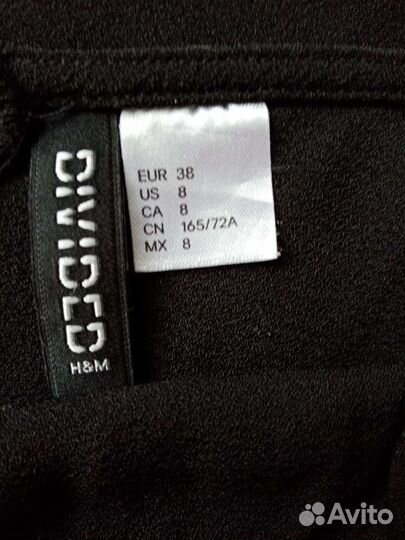 DIVIDED
H&M
EUR 38
US 8
CA 8
CN 165/72A
MX 8
Avito